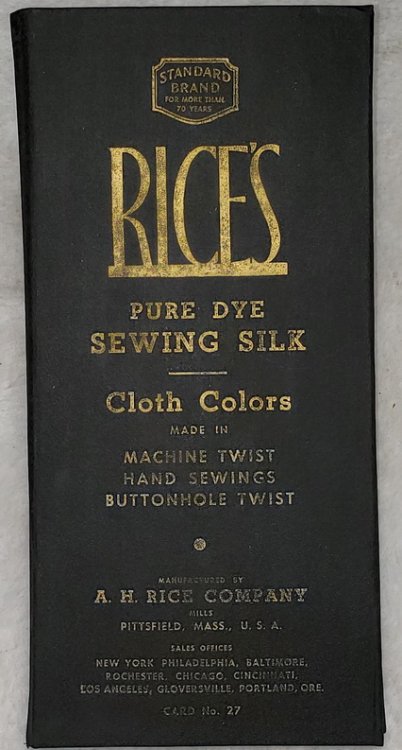 STANDARD
BRAND
FOR MORE THAN
70 YEARS
RICE'S
PURE DYE
SEWING SILK
Cloth Colors
MADE IN
MACHINE TWIST
HAND SEWINGS
BUTTONHOLE TWIST
MANUFACTURED BY
A. H. RICE COMPANY
MILLS
PITTSFIELD, MASS., U. S. A.
SALES OFFICES
NEW YORK PHILADELPHIA, BALTIMORE,
ROCHESTER, CHICAGO, CINCINNATI,
LOS ANGELES, GLOVERSVILLE, PORTLAND, ORE.
CARD No. 27